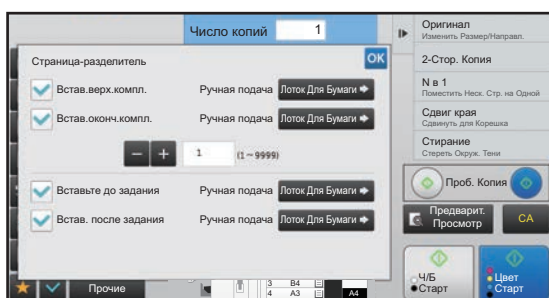 Число копий 1
Страница-разделитель OK
Встав.верх.компл. Ручная подача Лоток Для Бумаги
Встав.оконч.компл. Ручная подача Лоток Для Бумаги
− + 1 (1~9999)
Вставьте до задания Ручная подача Лоток Для Бумаги
Встав. после задания Ручная подача Лоток Для Бумаги
Прочие
3 B4
4 A3 A4
Оригинал
Изменить Размер/Направл.
2-Стор. Копия
N в 1
Поместить Неск. Стр. на Одной
Сдвиг края
Сдвинуть для Корешка
Стирание
Стереть Окруж. Тени
Проб. Копия
Предварит.
Просмотр
CA
Ч/Б
Старт
Цвет
Старт